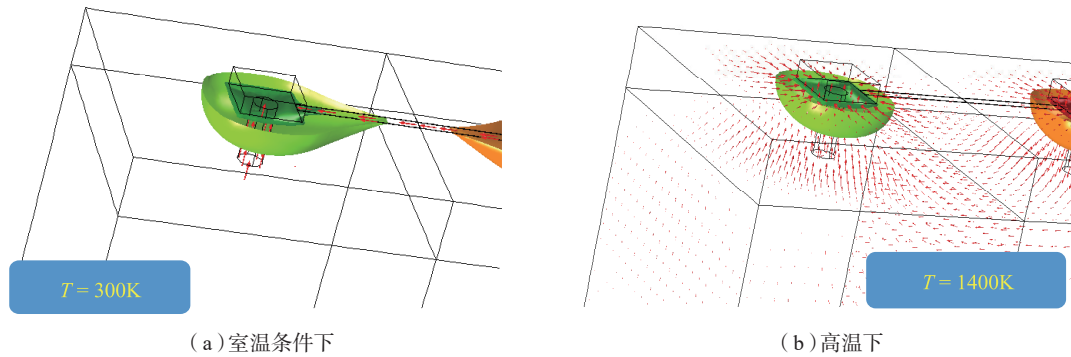 T = 300K
T = 1400K
（a）室温条件下
（b）高温下